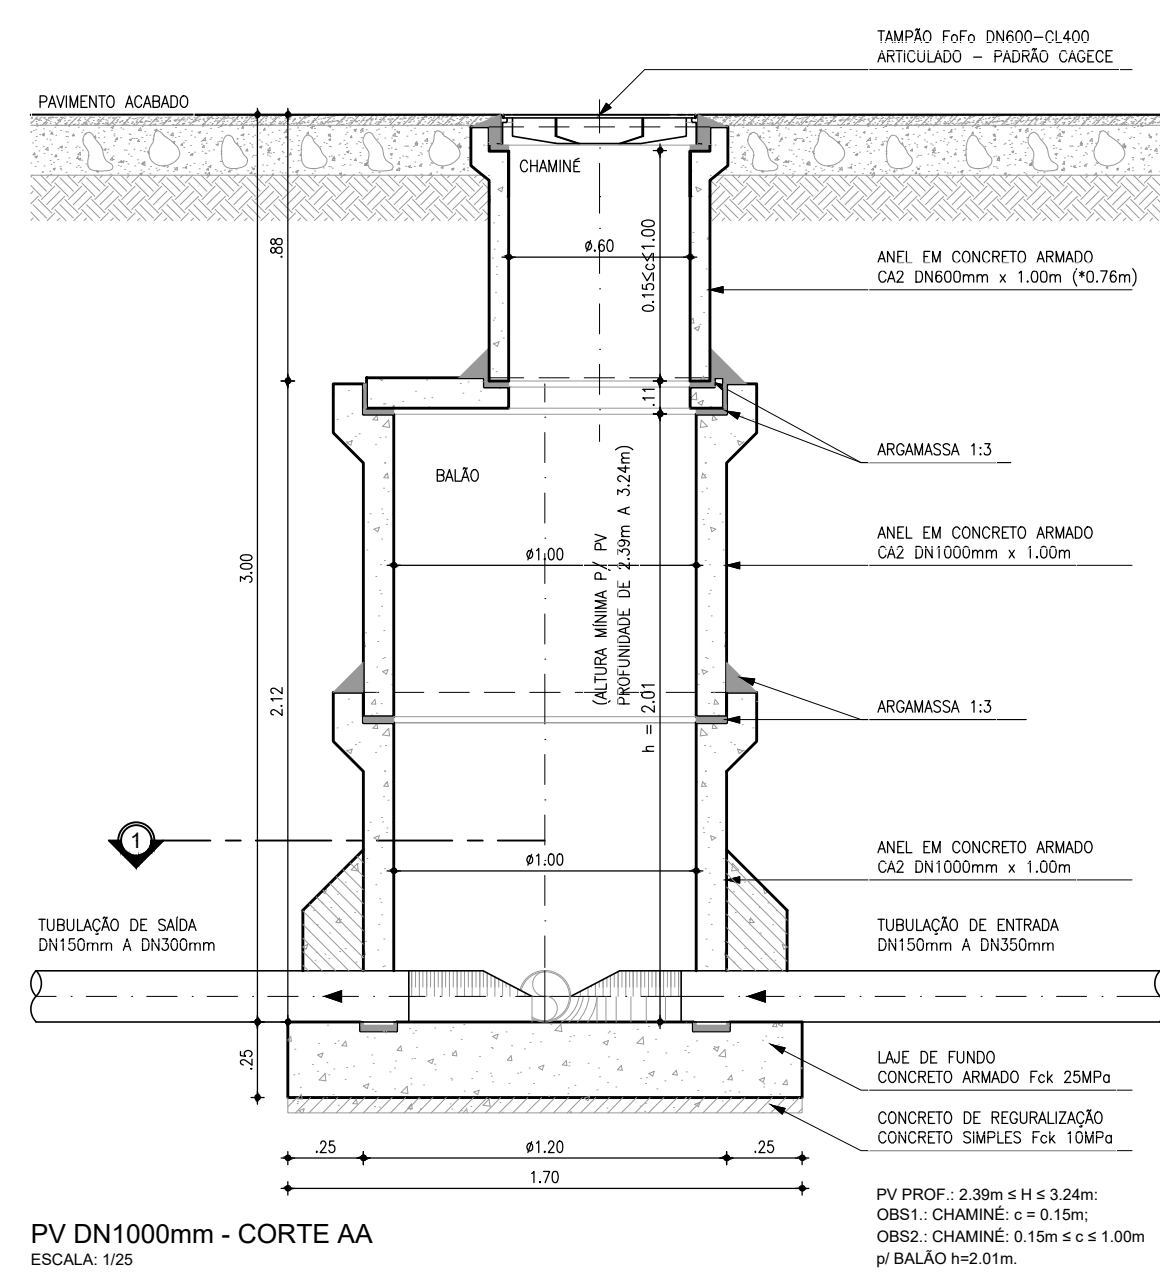 TAMPÃO FoFo DN600-CL400
ARTICULADO - PADRÃO CAGECE
PAVIMENTO ACABADO
CHAMINÉ
.88
ø.60
0.15≤c≤1.00
ANEL EM CONCRETO ARMADO
CA2 DN600mm x 1.00m (*0.76m)
.11
BALÃO
ARGAMASSA 1:3
3.00
ø1.00
(ALTURA MÍNIMA P/ PV
PROFUNIDADE DE 2.39m A 3.24m)
h = 2.01
ANEL EM CONCRETO ARMADO
CA2 DN1000mm x 1.00m
2.12
ARGAMASSA 1:3
1
ø1.00
ANEL EM CONCRETO ARMADO
CA2 DN1000mm x 1.00m
TUBULAÇÃO DE SAÍDA
DN150mm A DN300mm
TUBULAÇÃO DE ENTRADA
DN150mm A DN350mm
.25
LAJE DE FUNDO
CONCRETO ARMADO Fck 25MPa
CONCRETO DE REGURALIZAÇÃO
CONCRETO SIMPLES Fck 10MPa
.25
ø1.20
.25
1.70
PV DN1000mm - CORTE AA
ESCALA: 1/25
PV PROF.: 2.39m ≤ H ≤ 3.24m:
OBS1.: CHAMINÉ: c = 0.15m;
OBS2.: CHAMINÉ: 0.15m ≤ c ≤ 1.00m
p/ BALÃO h=2.01m.